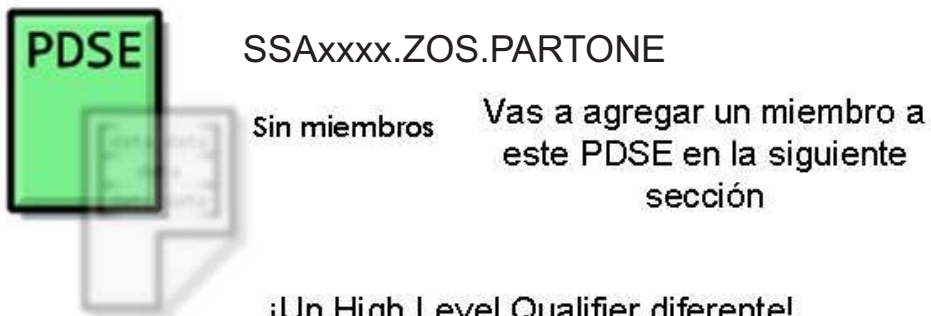 PDSE
SSAxxxx.ZOS.PARTONE
Sin miembros
Vas a agregar un miembro a
este PDSE en la siguiente
sección
¡Un High Level Qualifier diferente!